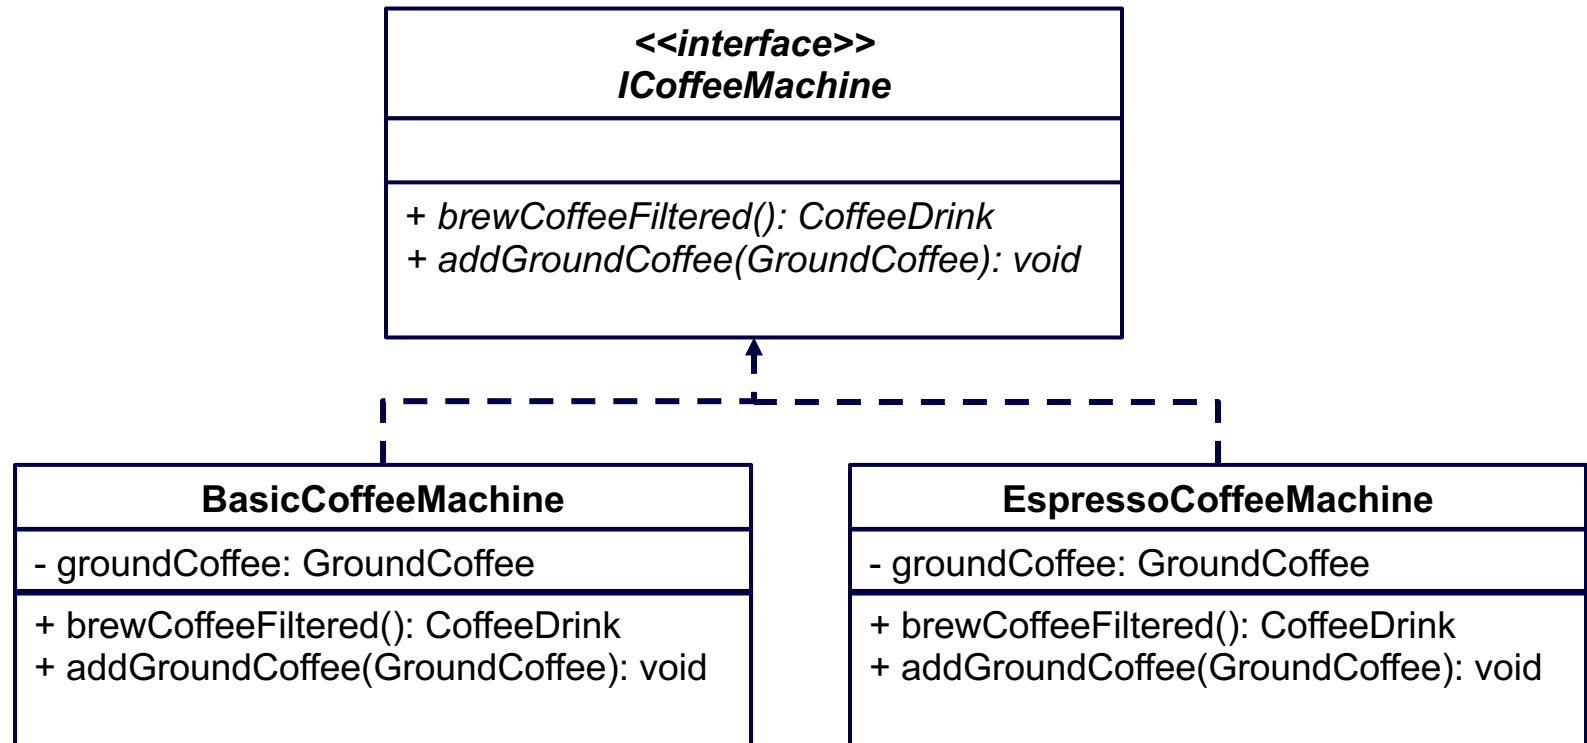 <<interface>>
ICoffeeMachine
+ brewCoffeeFiltered(): CoffeeDrink
+ addGroundCoffee(GroundCoffee): void
BasicCoffeeMachine
- groundCoffee: GroundCoffee
+ brewCoffeeFiltered(): CoffeeDrink
+ addGroundCoffee(GroundCoffee): void
EspressoCoffeeMachine
- groundCoffee: GroundCoffee
+ brewCoffeeFiltered(): CoffeeDrink
+ addGroundCoffee(GroundCoffee): void